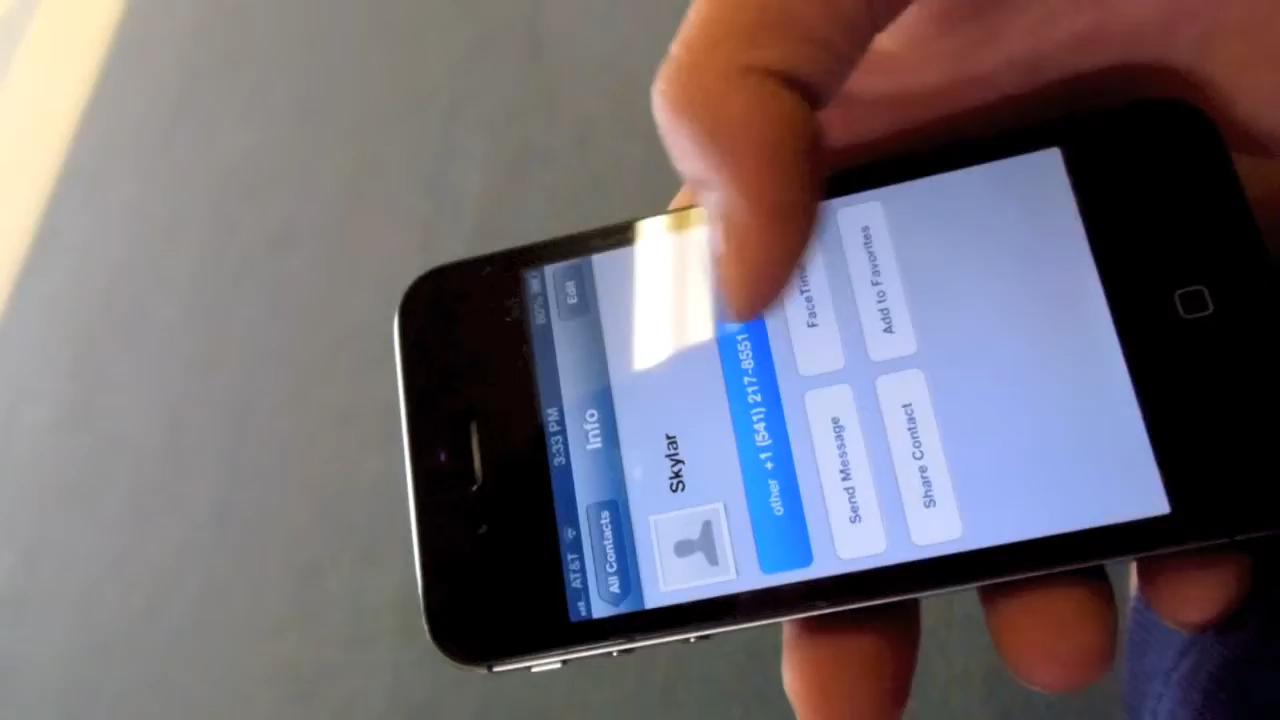 AT&T 3:33 PM 80%
All Contacts Info Edit
Skylar
other +1 (541) 217-8551
Send Message FaceTim
Share Contact Add to Favorites